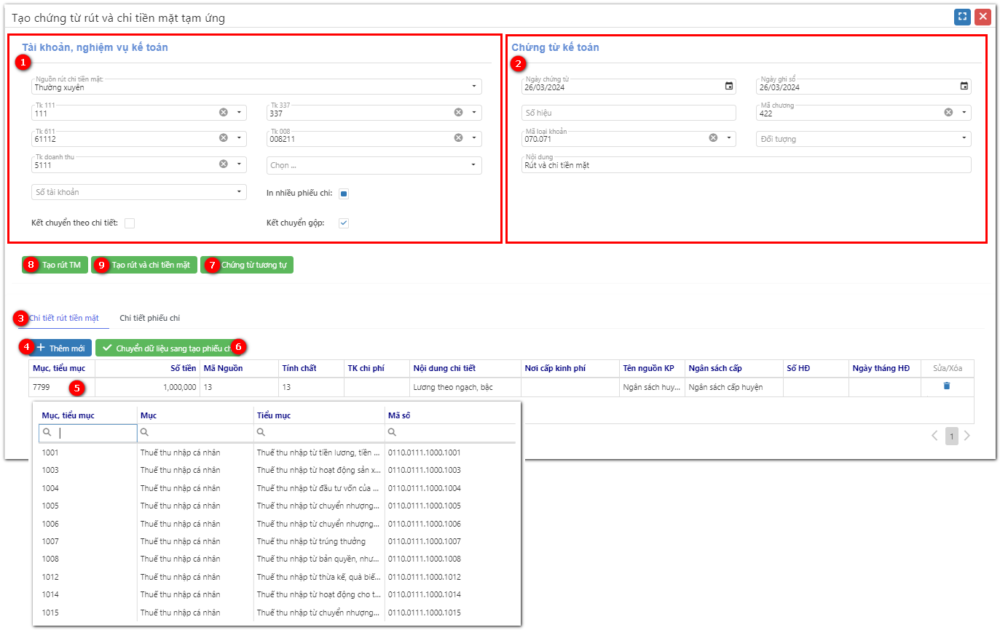 Tạo chứng từ rút và chi tiền mặt tạm ứng
Tài khoản, nghiệm vụ kế toán
1
Nguồn rút chi tiền mặt:
Thường xuyên
Tk 111
111
Tk 337
337
Tk 611
61112
Tk 008
008211
Tk doanh thu
5111
Chọn ...
Số tài khoản
In nhiều phiếu chi:
Kết chuyển theo chi tiết:
Kết chuyển gộp:
Chứng từ kế toán
2
Ngày chứng từ
26/03/2024
Ngày ghi sổ
26/03/2024
Số hiệu
Mã chương
422
Mã loại khoản
070.071
Đối tượng
Nội dung
Rút và chi tiền mặt
8 Tạo rút TM 9 Tạo rút và chi tiền mặt 7 Chứng từ tương tự
3 Chi tiết rút tiền mặt Chi tiết phiếu chi
4 Thêm mới Chuyển dữ liệu sang tạo phiếu 6
Mục, tiểu mục Số tiền Mã Nguồn Tính chất TK chi phí Nội dung chi tiết Nơi cấp kinh phí Tên nguồn KP Ngân sách cấp Số HĐ Ngày tháng HĐ Sửa/Xóa
7799 5 1,000,000 13 13 Lương theo ngạch, bậc Ngân sách huy... Ngân sách cấp huyện
1
Mục, tiểu mục Mục Tiểu mục Mã số
1001 Thuế thu nhập cá nhân Thuế thu nhập từ tiền lương, tiền ... 0110.0111.1000.1001
1003 Thuế thu nhập cá nhân Thuế thu nhập từ hoạt động sản x... 0110.0111.1000.1003
1004 Thuế thu nhập cá nhân Thuế thu nhập từ đầu tư vốn của ... 0110.0111.1000.1004
1005 Thuế thu nhập cá nhân Thuế thu nhập từ chuyển nhượng... 0110.0111.1000.1005
1006 Thuế thu nhập cá nhân Thuế thu nhập từ chuyển nhượng... 0110.0111.1000.1006
1007 Thuế thu nhập cá nhân Thuế thu nhập từ trúng thưởng 0110.0111.1000.1007
1008 Thuế thu nhập cá nhân Thuế thu nhập từ bản quyền, như... 0110.0111.1000.1008
1012 Thuế thu nhập cá nhân Thuế thu nhập từ thừa kế, quà biế... 0110.0111.1000.1012
1014 Thuế thu nhập cá nhân Thuế thu nhập từ hoạt động cho t... 0110.0111.1000.1014
1015 Thuế thu nhập cá nhân Thuế thu nhập từ chuyển nhượng... 0110.0111.1000.1015